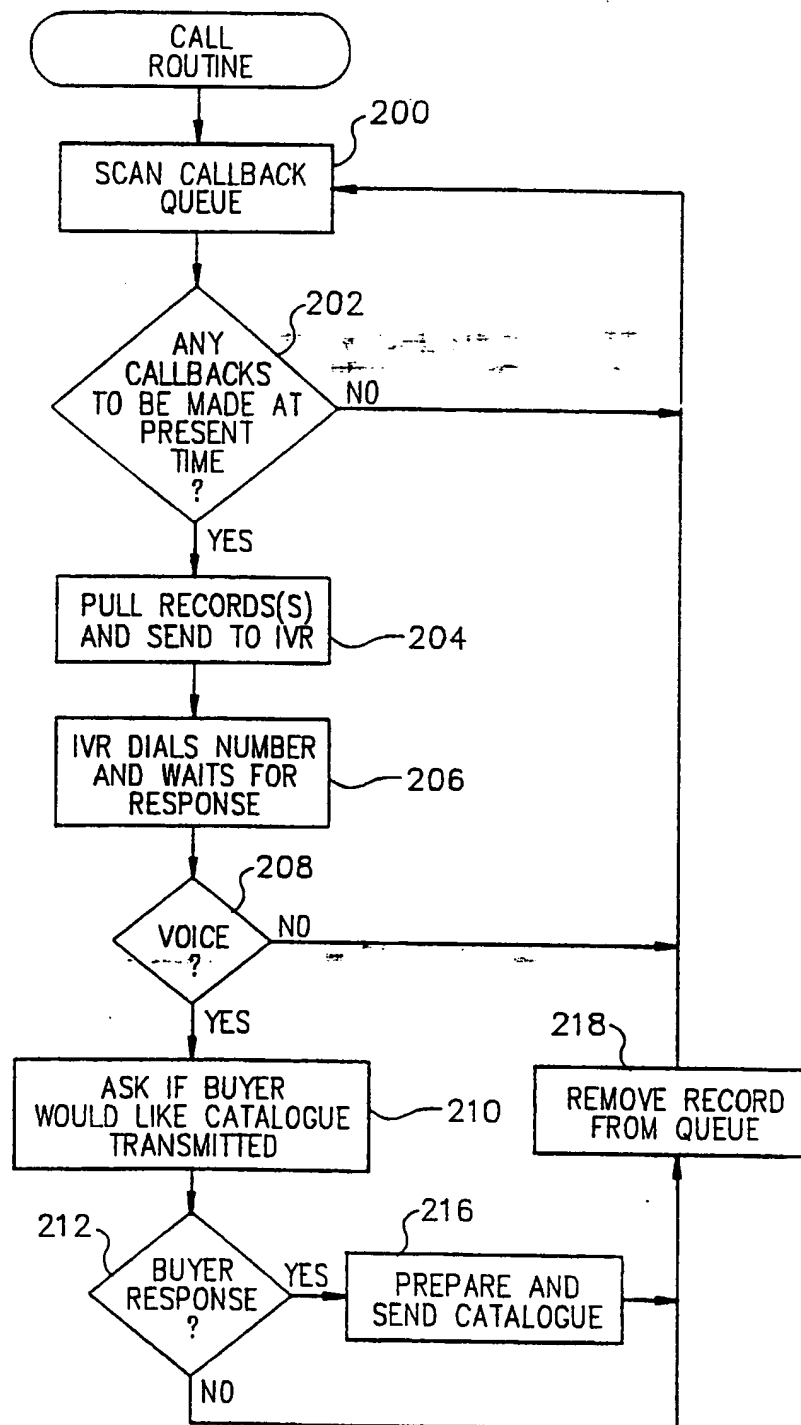 CALL
ROUTINE
200
SCAN CALLBACK
QUEUE
202
ANY
CALLBACKS
TO BE MADE AT
PRESENT
TIME
?
NO
YES
PULL RECORDS(S)
AND SEND TO IVR
204
IVR DIALS NUMBER
AND WAITS FOR
RESPONSE
206
208
VOICE
?
NO
YES
218
ASK IF BUYER
WOULD LIKE CATALOGUE
TRANSMITTED
210
REMOVE RECORD
FROM QUEUE
212
BUYER
RESPONSE
?
YES
216
PREPARE AND
SEND CATALOGUE
NO